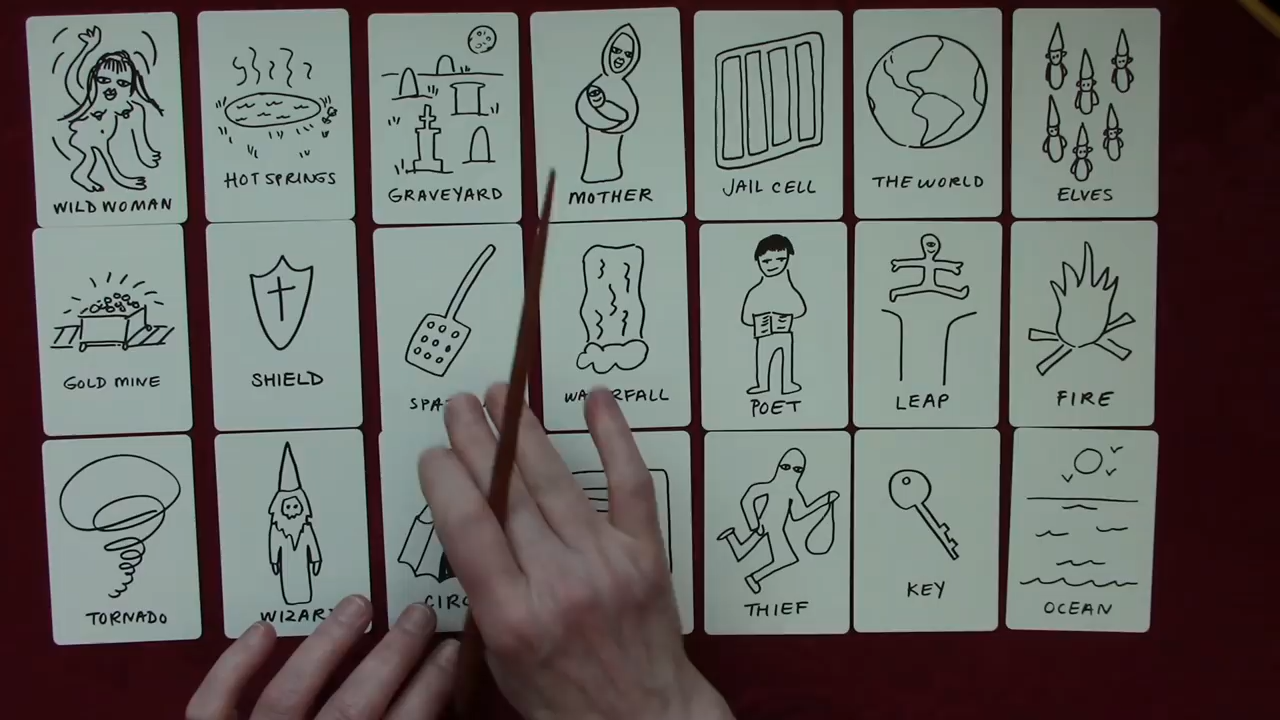 WILD WOMAN
HOT SPRINGS
GRAVEYARD
MOTHER
JAIL CELL
THE WORLD
ELVES
GOLD MINE
SHIELD
POET
LEAP
FIRE
TORNADO
THIEF
KEY
OCEAN